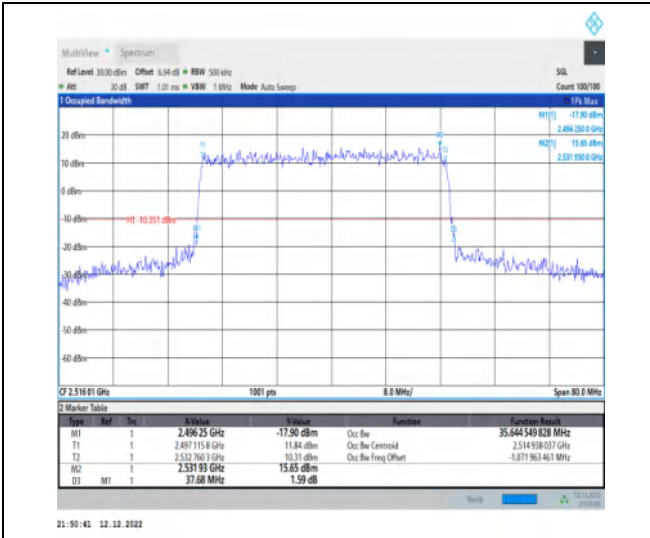 MultiView Spectrum
Ref Level 30.00 dBm Offset 6.94 dB RBW 500 kHz SGL
Att 30 dB SWT 1.01 ms VBW 1 MHz Mode Auto Sweep Count 100/100
1 Occupied Bandwidth 1Pk Max
M1[1] -17.90 dBm
2.496 250 0 GHz
M2[1] 15.65 dBm
2.531 930 0 GHz
20 dBm
10 dBm
0 dBm
-10 dBm
H1 -10.351 dBm
-20 dBm
-30 dBm
-40 dBm
-50 dBm
-60 dBm
CF 2.516 01 GHz 1001 pts 8.0 MHz/ Span 80.0 MHz
2 Marker Table
Type Ref Trc X-Value Y-Value Function Function Result
M1 1 2.496 25 GHz -17.90 dBm Occ Bw 35.644 549 828 MHz
T1 1 2.497 115 8 GHz 11.84 dBm Occ Bw Centroid 2.514 938 037 GHz
T2 1 2.532 760 3 GHz 10.31 dBm Occ Bw Freq Offset -1.071 963 461 MHz
M2 1 2.531 93 GHz 15.65 dBm
D3 M1 1 37.68 MHz 1.59 dB
Ready 12.12.2022
21:50:41 12.12.2022